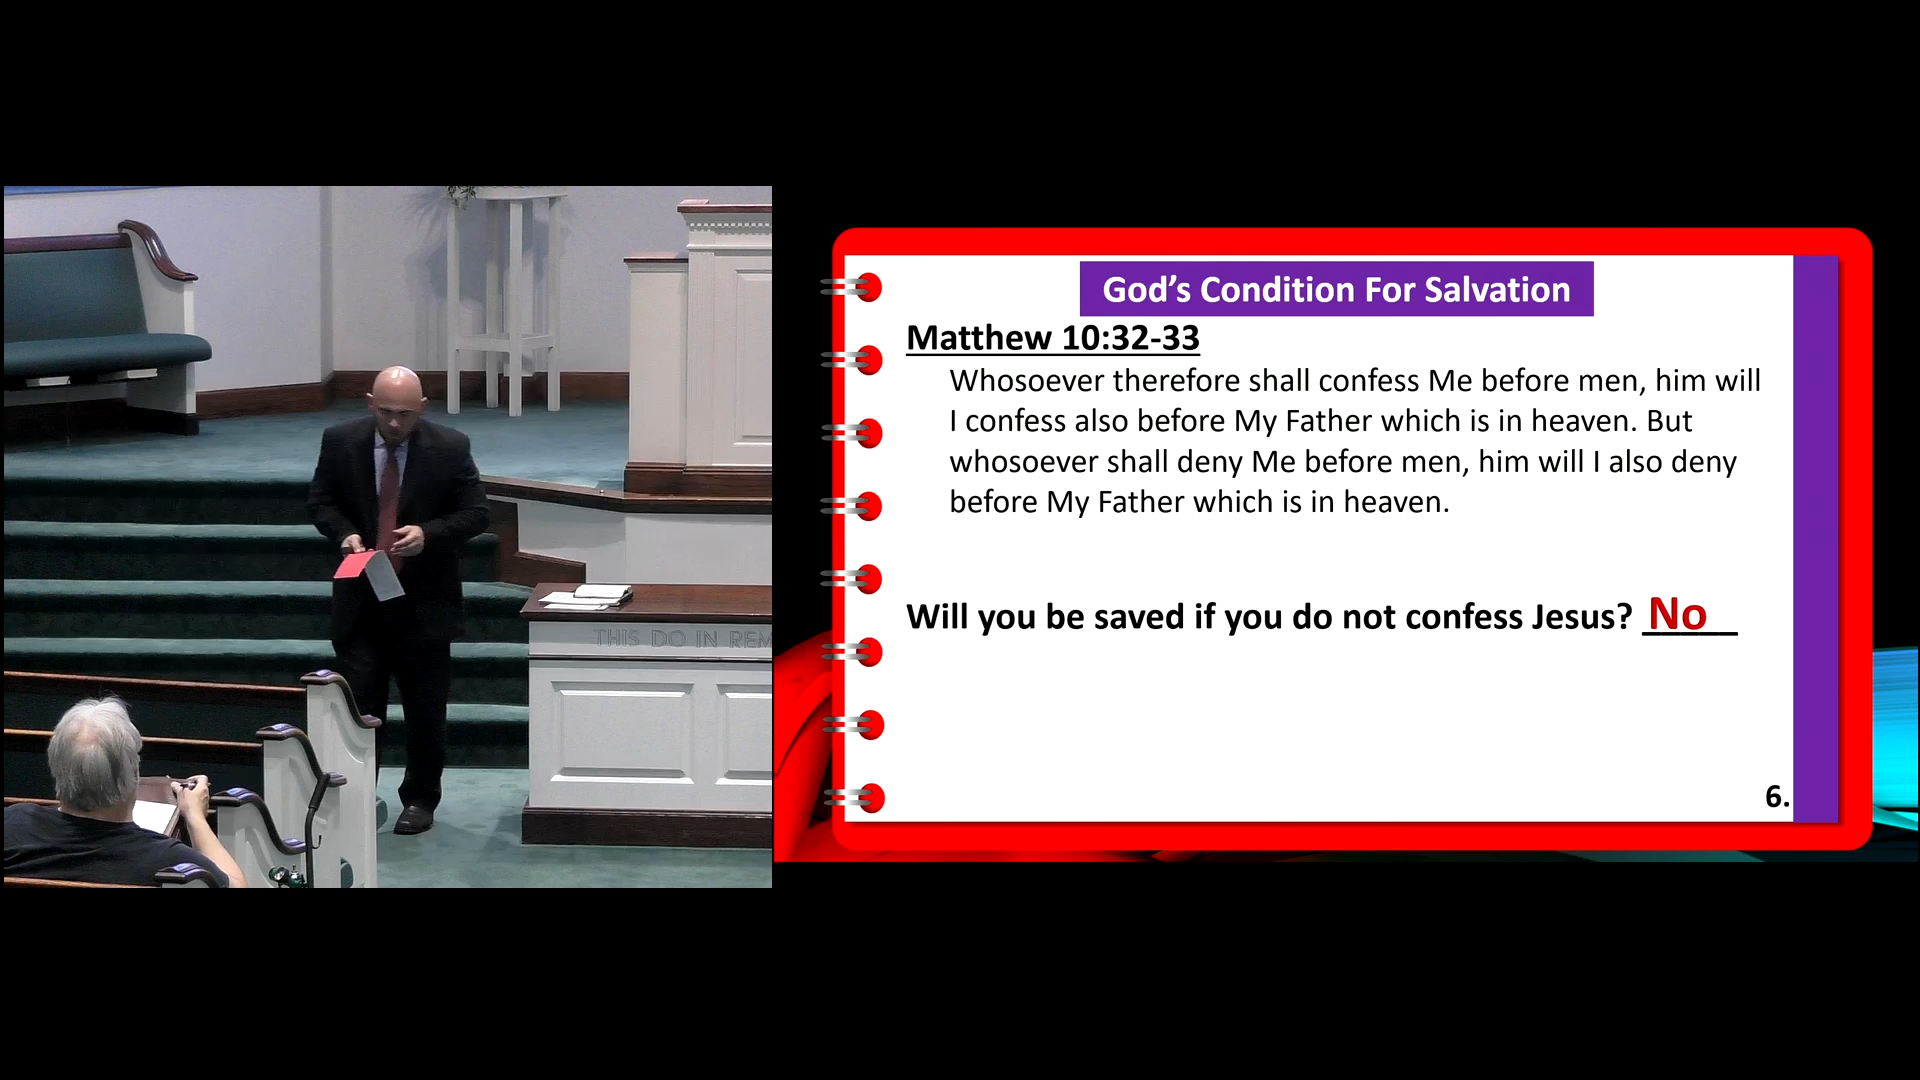 God's Condition For Salvation
Matthew 10:32-33
Whosoever therefore shall confess Me before men, him will
I confess also before My Father which is in heaven. But
whosoever shall deny Me before men, him will I also deny
before My Father which is in heaven.
Will you be saved if you do not confess Jesus? No
6.
THIS DO IN REM